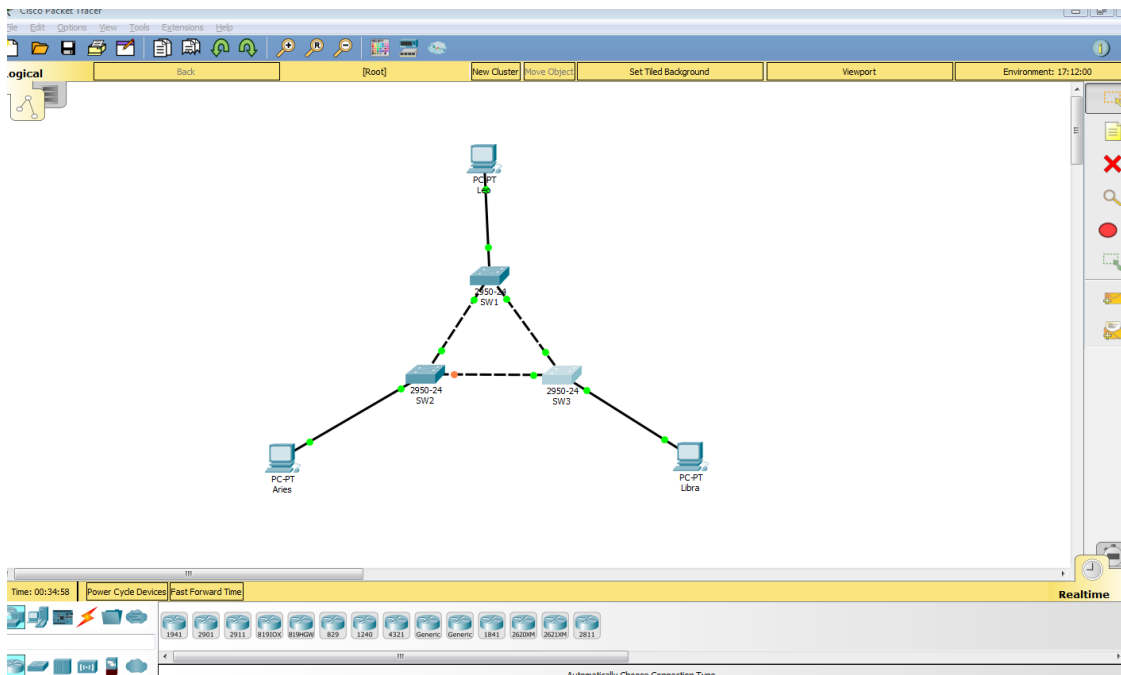 Cisco Packet Tracer
File Edit Options View Tools Extensions Help
Logical Back [Root] New Cluster Move Object Set Tiled Background Viewport Environment: 17:12:00
PC-PT
Leo
2950-24
SW1
2950-24
SW2
2950-24
SW3
PC-PT
Aries
PC-PT
Libra
Time: 00:34:58 Power Cycle Devices Fast Forward Time Realtime
1941 2901 2911 819IOX 819HGW 829 1240 4321 Generic Generic 1841 2620XM 2621XM 2811
Automatically Choose Connection Type